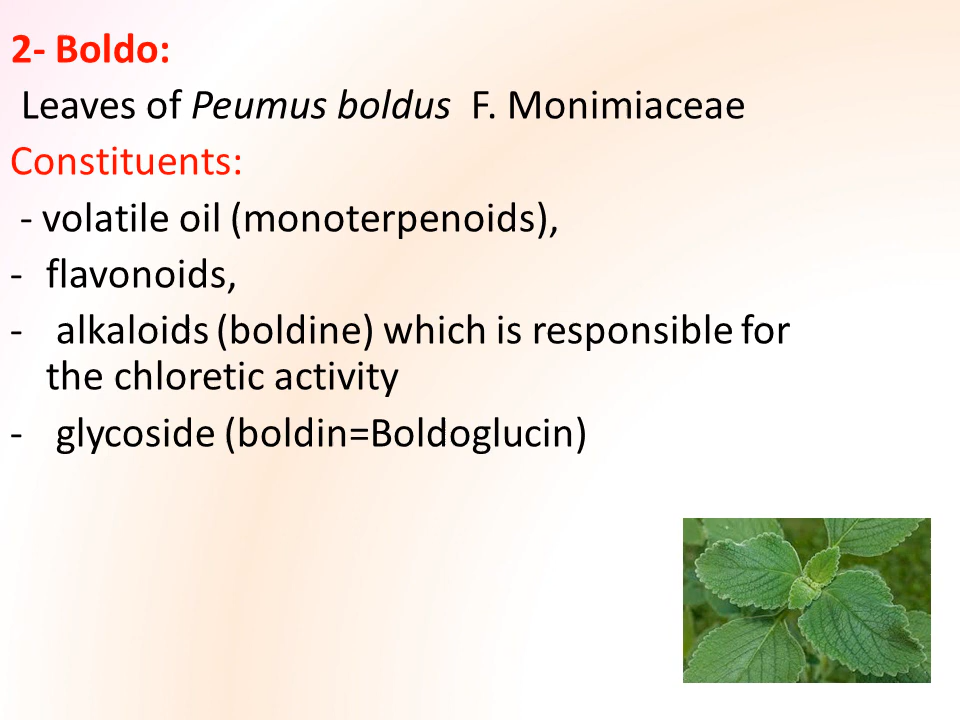 2- Boldo:
Leaves of Peumus boldus F. Monimiaceae
Constituents:
- volatile oil (monoterpenoids),
- flavonoids,
- alkaloids (boldine) which is responsible for
the chloretic activity
- glycoside (boldin=Boldoglucin)